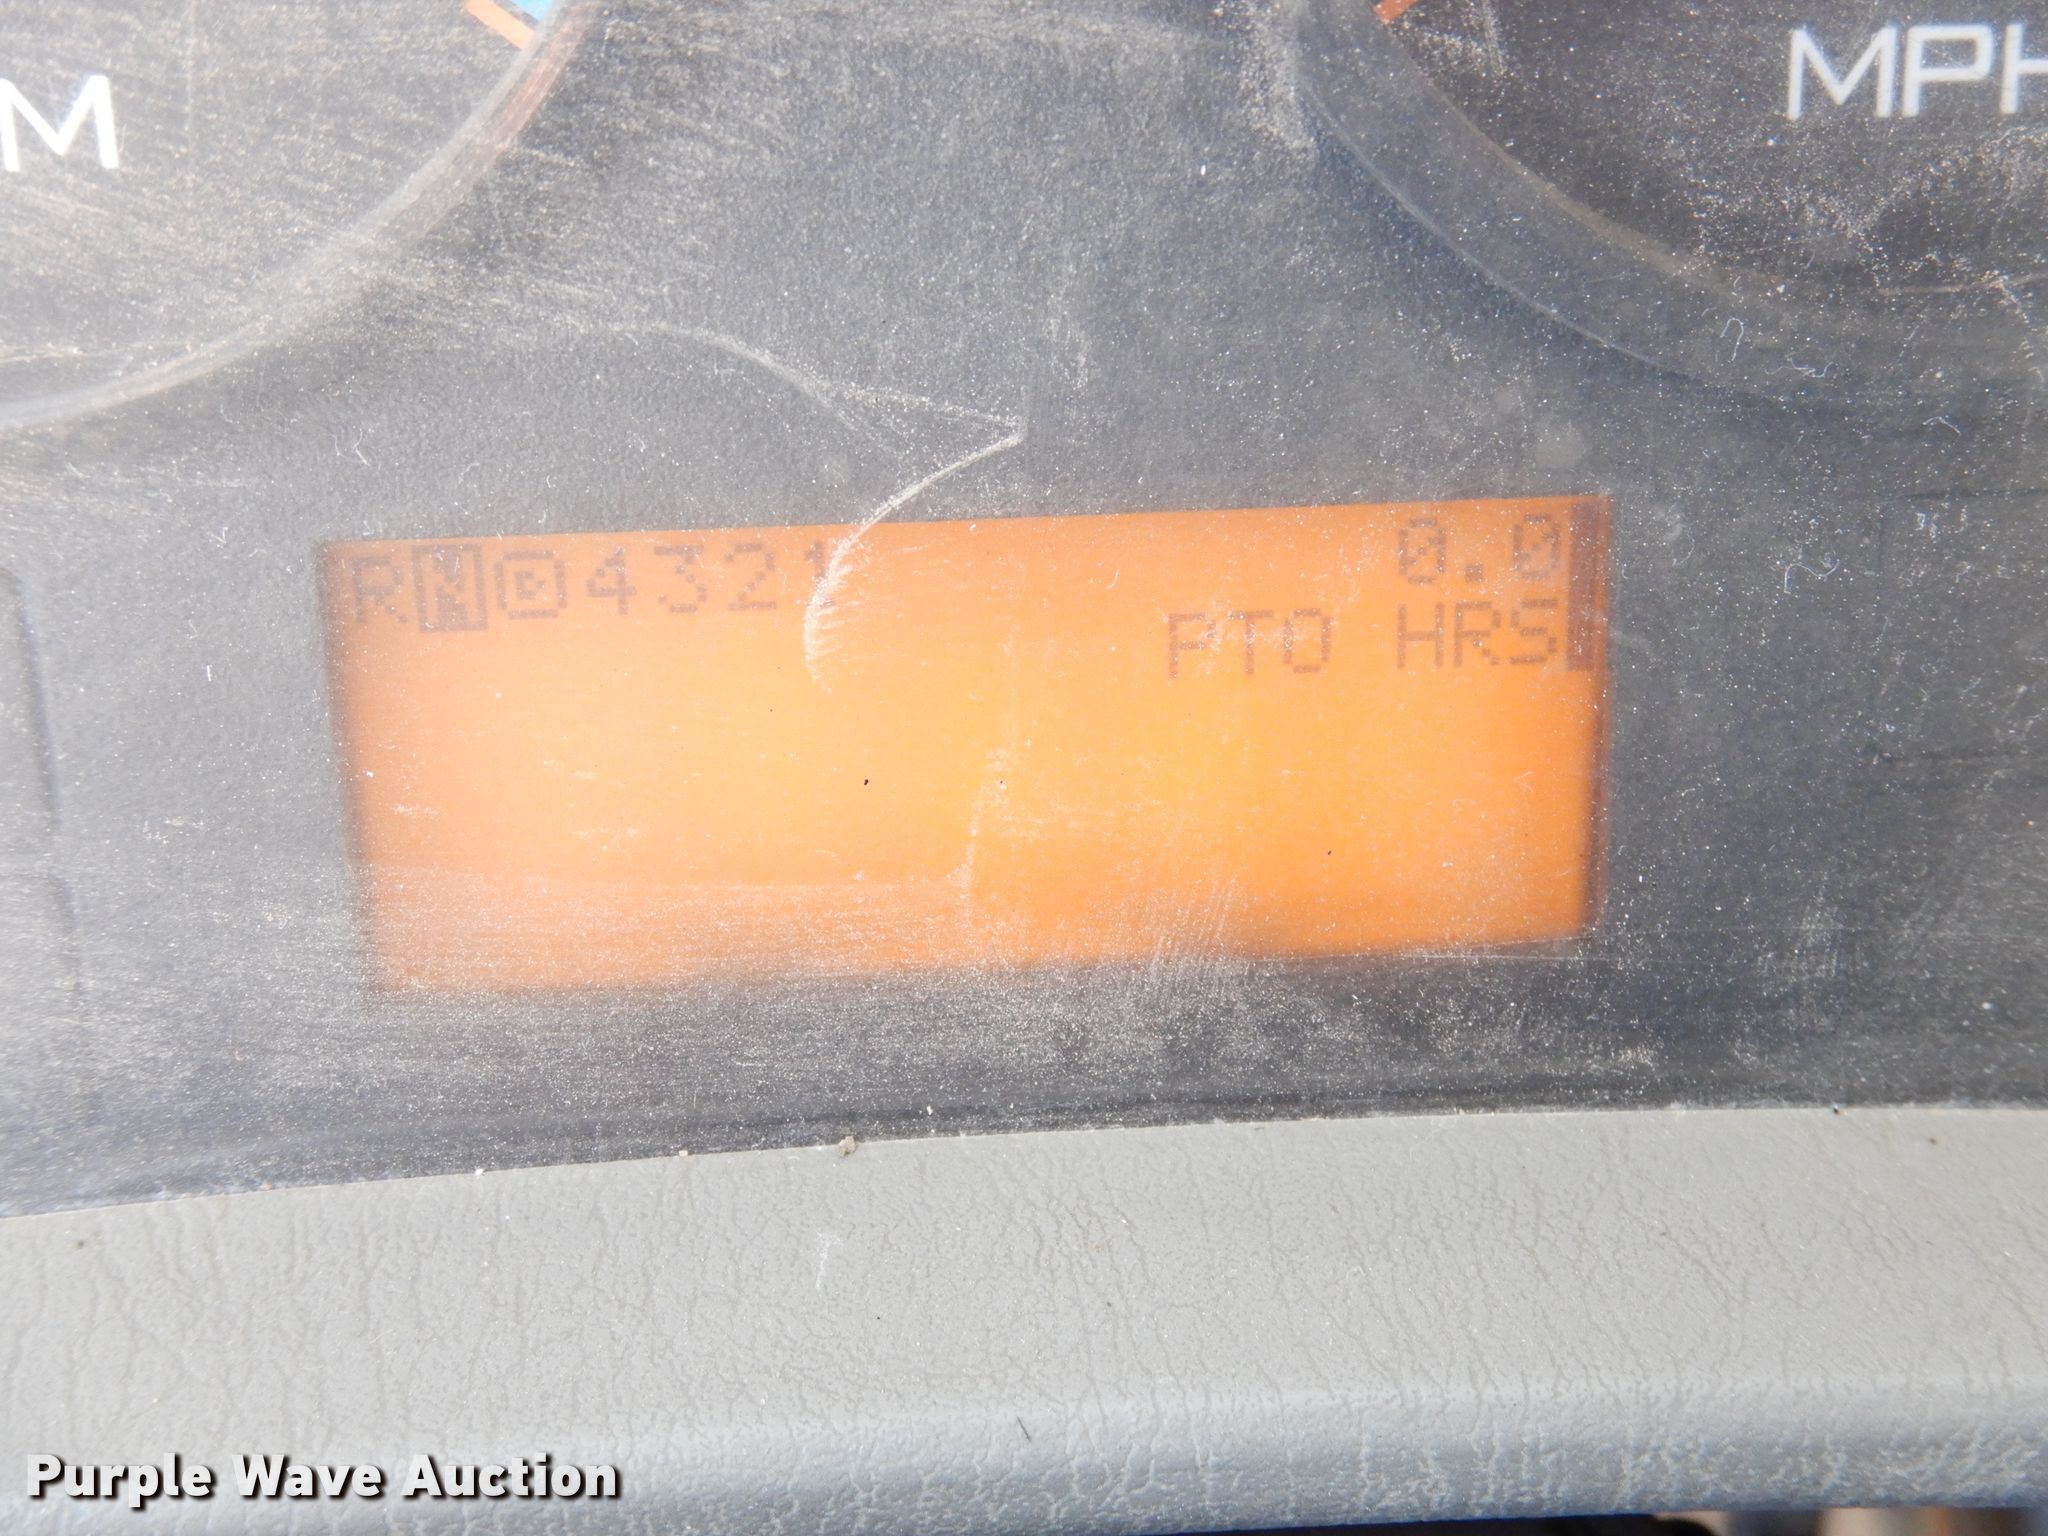 M
MPH
RND4321 0.0
PTO HRS
Purple Wave Auction